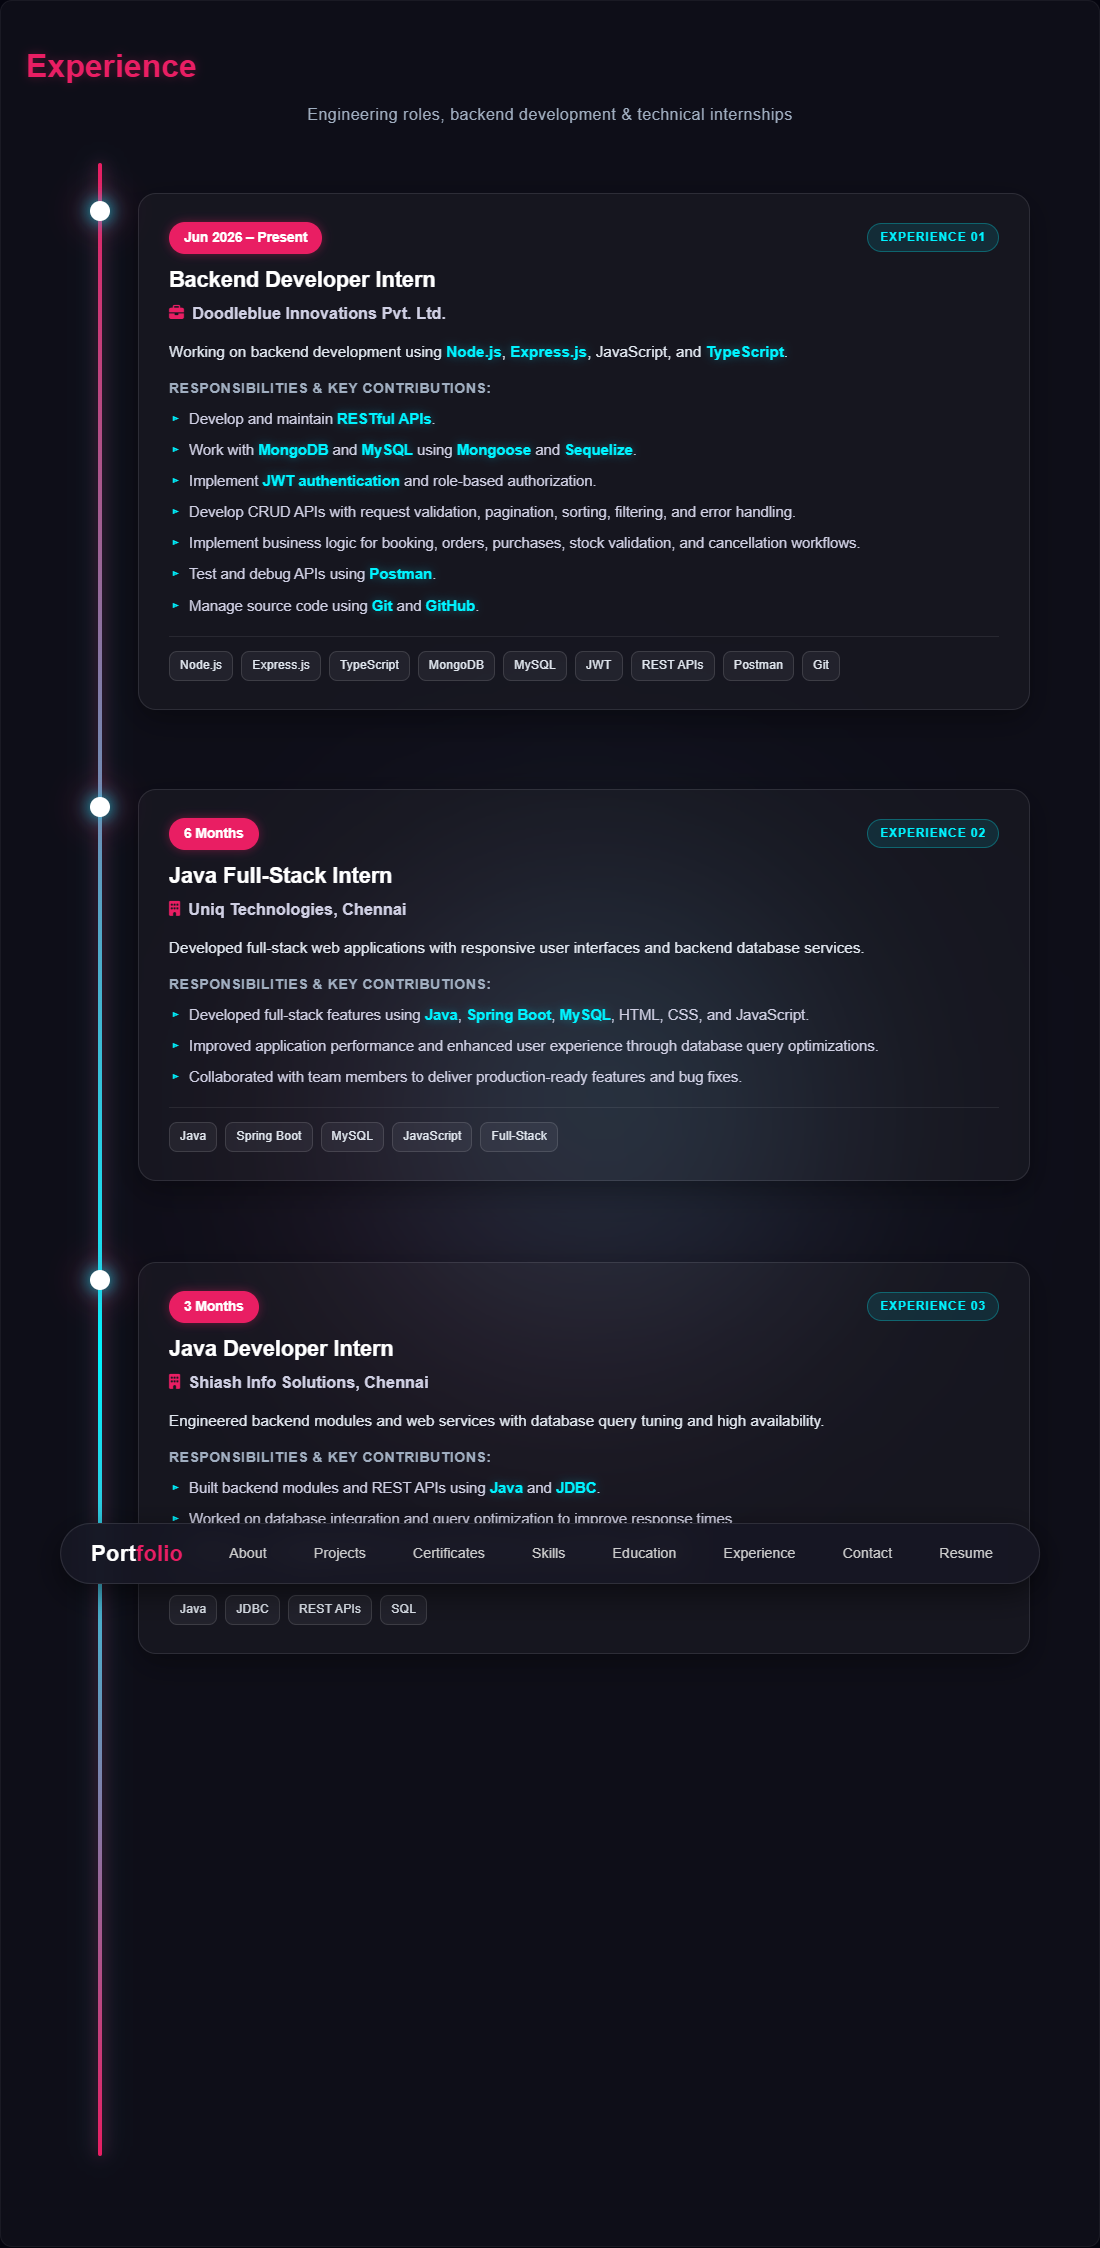 Experience
Engineering roles, backend development & technical internships
Jun 2026 – Present
EXPERIENCE 01
Backend Developer Intern
Doodleblue Innovations Pvt. Ltd.
Working on backend development using Node.js, Express.js, JavaScript, and TypeScript.
RESPONSIBILITIES & KEY CONTRIBUTIONS:
► Develop and maintain RESTful APIs.
► Work with MongoDB and MySQL using Mongoose and Sequelize.
► Implement JWT authentication and role-based authorization.
► Develop CRUD APIs with request validation, pagination, sorting, filtering, and error handling.
► Implement business logic for booking, orders, purchases, stock validation, and cancellation workflows.
► Test and debug APIs using Postman.
► Manage source code using Git and GitHub.
Node.js Express.js TypeScript MongoDB MySQL JWT REST APIs Postman Git
6 Months
EXPERIENCE 02
Java Full-Stack Intern
Uniq Technologies, Chennai
Developed full-stack web applications with responsive user interfaces and backend database services.
RESPONSIBILITIES & KEY CONTRIBUTIONS:
► Developed full-stack features using Java, Spring Boot, MySQL, HTML, CSS, and JavaScript.
► Improved application performance and enhanced user experience through database query optimizations.
► Collaborated with team members to deliver production-ready features and bug fixes.
Java Spring Boot MySQL JavaScript Full-Stack
3 Months
EXPERIENCE 03
Java Developer Intern
Shiash Info Solutions, Chennai
Engineered backend modules and web services with database query tuning and high availability.
RESPONSIBILITIES & KEY CONTRIBUTIONS:
► Built backend modules and REST APIs using Java and JDBC.
► Worked on database integration and query optimization to improve response times
Portfolio About Projects Certificates Skills Education Experience Contact Resume
Java JDBC REST APIs SQL